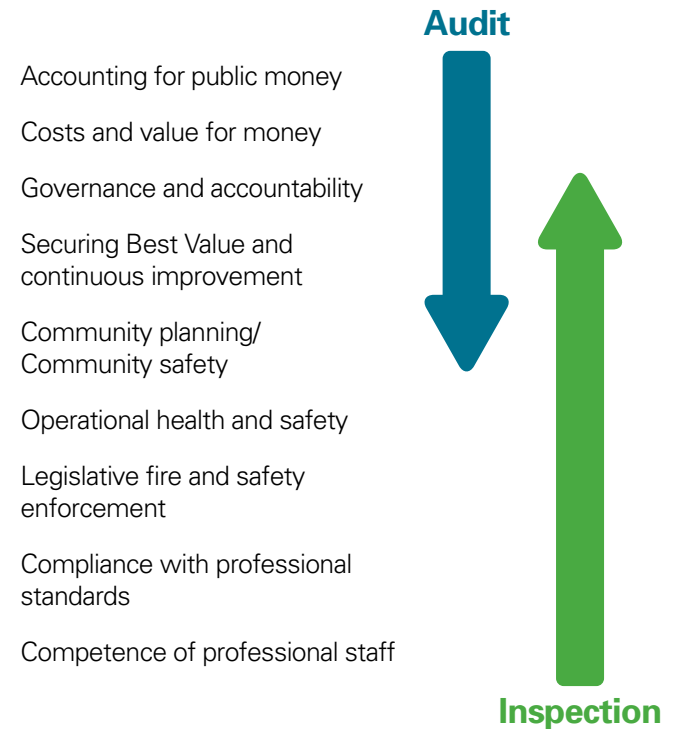 Audit
Accounting for public money
Costs and value for money
Governance and accountability
Securing Best Value and
continuous improvement
Community planning/
Community safety
Operational health and safety
Legislative fire and safety
enforcement
Compliance with professional
standards
Competence of professional staff
Inspection